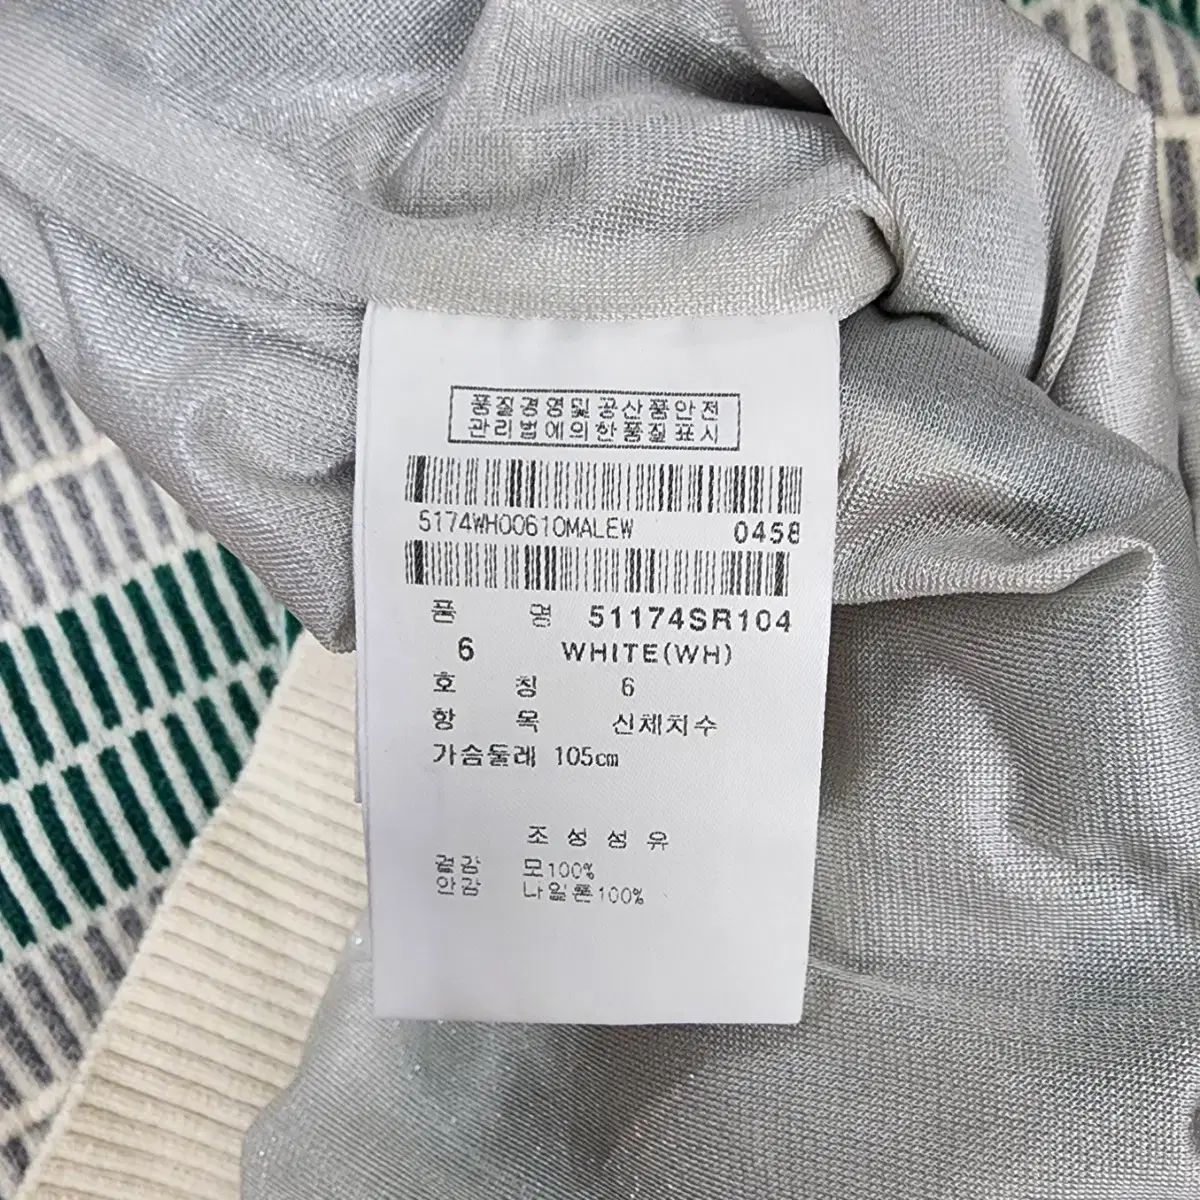 품질경영및공산품안전
관리법에의한품질표시
5174WH00610MALEW 0458
품 명 51174SR104
6 WHITE(WH)
호 칭 6
항 목 신체치수
가슴둘레 105cm
조성섬유
겉감 모100%
안감 나일론100%